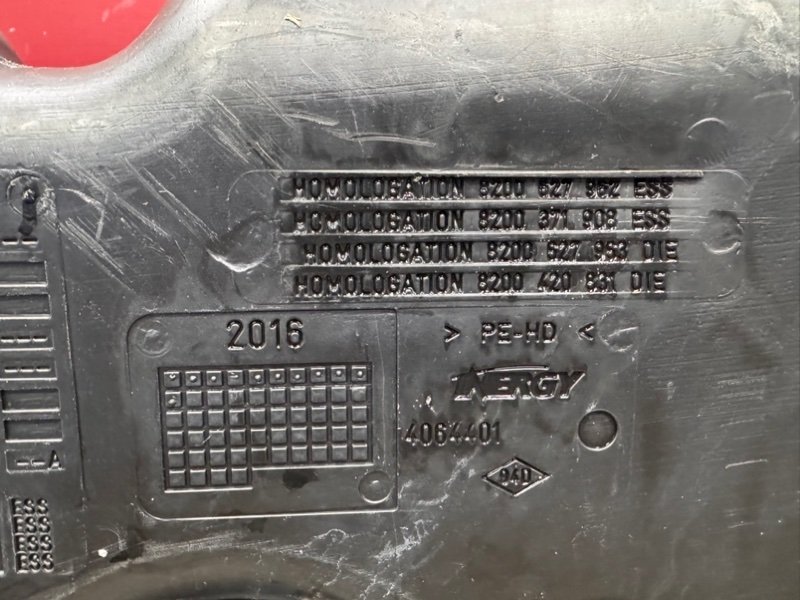 HOMOLOGATION 8200 627 962 ESS
HOMOLOGATION 8200 371 908 ESS
HOMOLOGATION 8200 627 963 DIE
HOMOLOGATION 8200 420 831 DIE
2016
> PE-HD <
INERGY
4064401
A
ESS
ESS
ESS
ESS